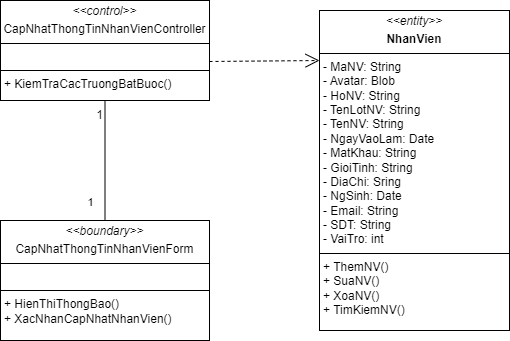 <<control>>
CapNhatThongTinNhanVienController
+ KiemTraCacTruongBatBuoc()
1
1
<<boundary>>
CapNhatThongTinNhanVienForm
+ HienThiThongBao()
+ XacNhanCapNhatNhanVien()
<<entity>>
NhanVien
- MaNV: String
- Avatar: Blob
- HoNV: String
- TenLotNV: String
- TenNV: String
- NgayVaoLam: Date
- MatKhau: String
- GioiTinh: String
- DiaChi: Sring
- NgSinh: Date
- Email: String
- SDT: String
- VaiTro: int
+ ThemNV()
+ SuaNV()
+ XoaNV()
+ TimKiemNV()